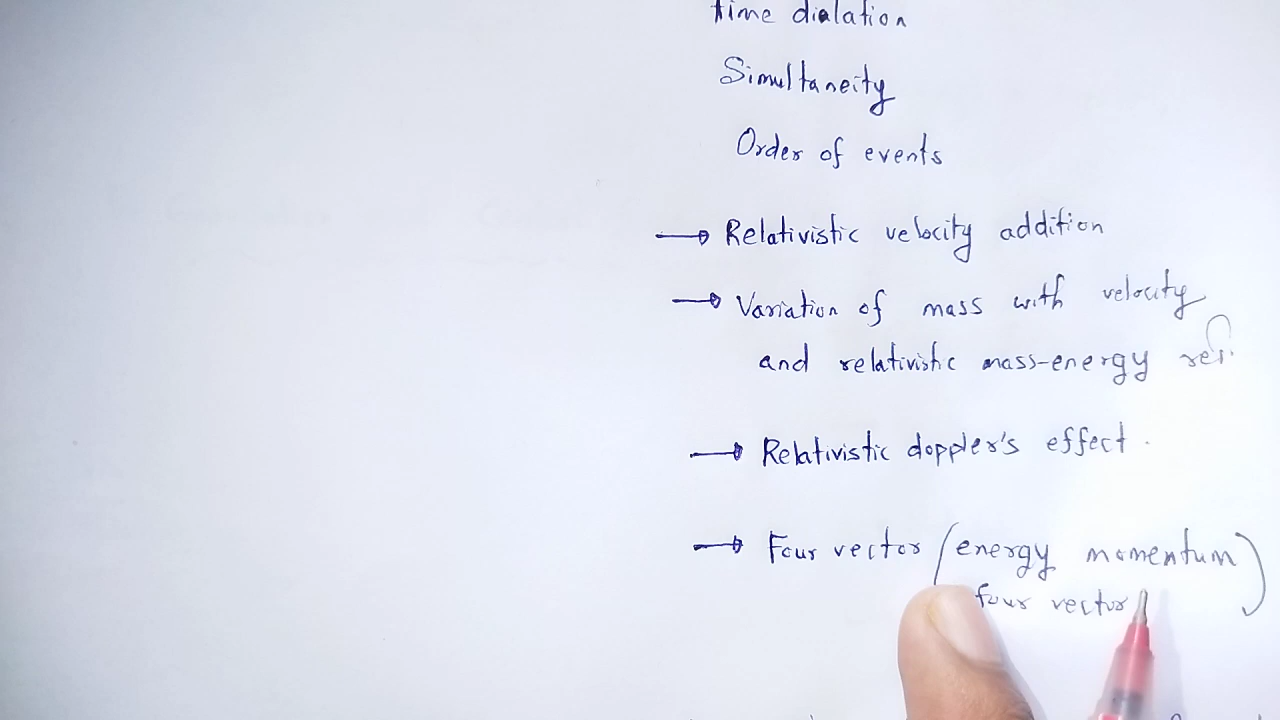 time dialation
Simultaneity
Order of events
→ Relativistic velocity addition
→ Variation of mass with velocity
and relativistic mass-energy rel.
→ Relativistic doppler's effect.
→ Four vector (energy momentum
four vector)